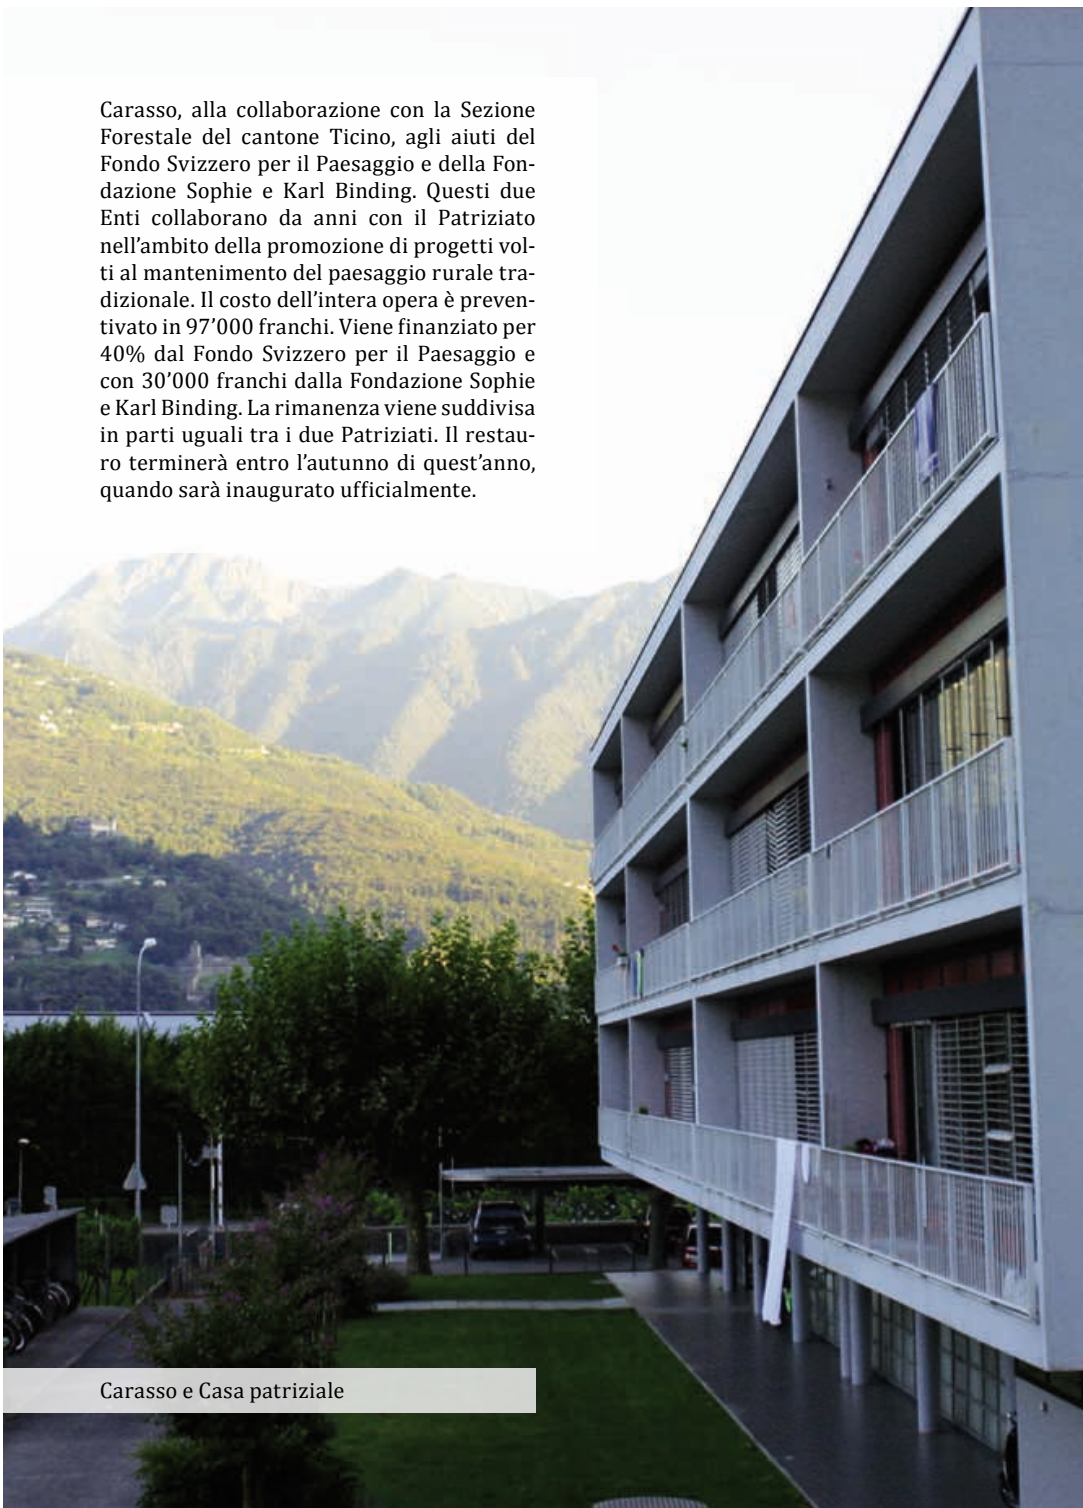 Carasso, alla collaborazione con la Sezione
Forestale del cantone Ticino, agli aiuti del
Fondo Svizzero per il Paesaggio e della Fon-
dazione Sophie e Karl Binding. Questi due
Enti collaborano da anni con il Patriziato
nell’ambito della promozione di progetti vol-
ti al mantenimento del paesaggio rurale tra-
dizionale. Il costo dell’intera opera è preven-
tivato in 97’000 franchi. Viene finanziato per
40% dal Fondo Svizzero per il Paesaggio e
con 30’000 franchi dalla Fondazione Sophie
e Karl Binding. La rimanenza viene suddivisa
in parti uguali tra i due Patriziati. Il restau-
ro terminerà entro l’autunno di quest’anno,
quando sarà inaugurato ufficialmente.
Carasso e Casa patriziale